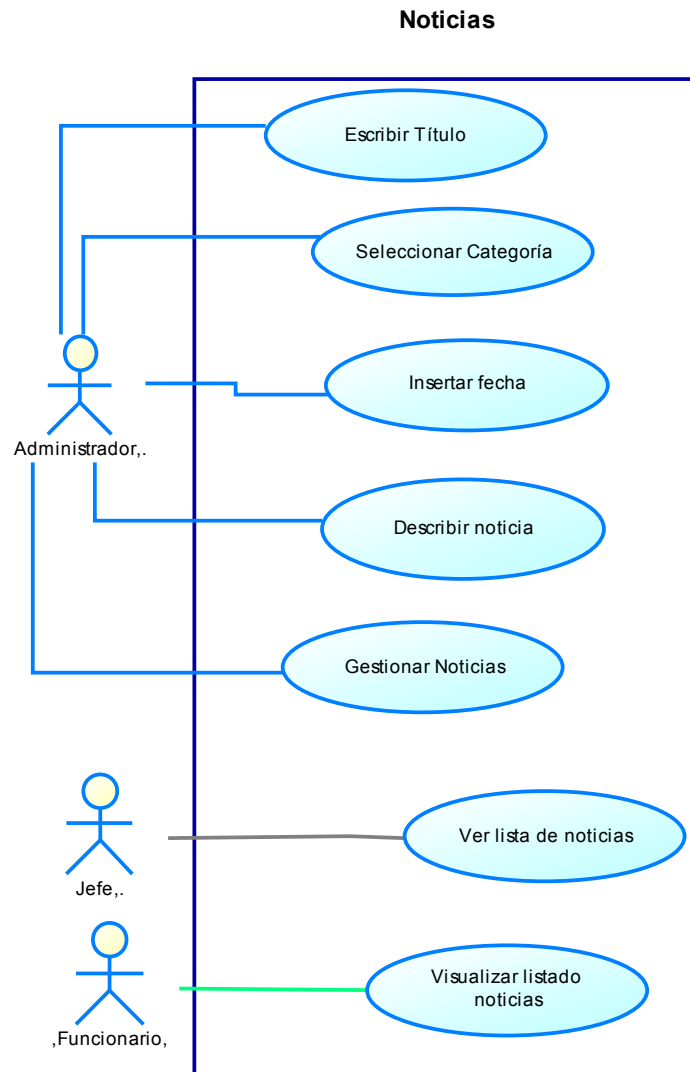 Noticias
Escribir Título
Seleccionar Categoría
Insertar fecha
Administrador,.
Describir noticia
Gestionar Noticias
Ver lista de noticias
Jefe,.
Visualizar listado
noticias
,Funcionario,